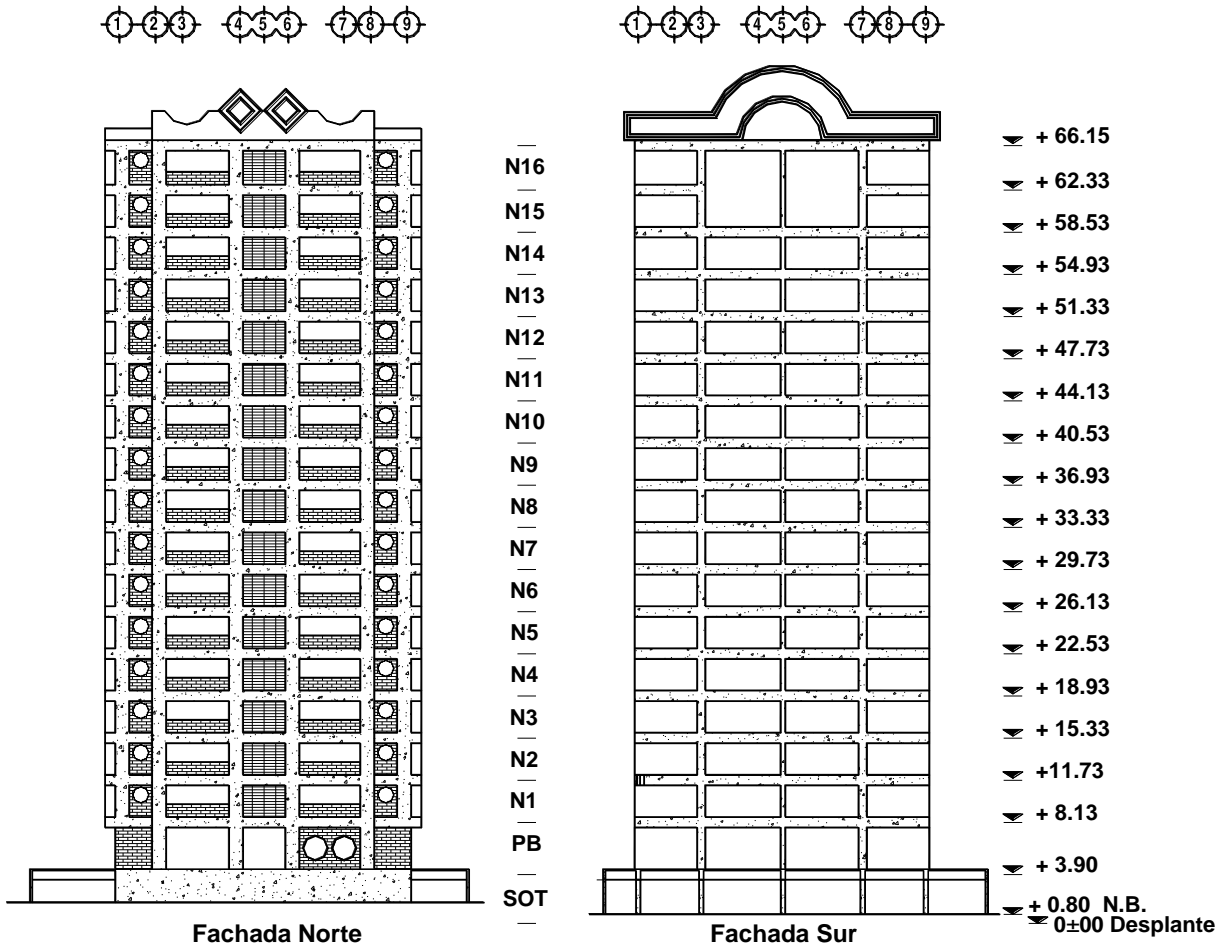 1 2 3 4 5 6 7 8 9
1 2 3 4 5 6 7 8 9
+ 66.15
N16
+ 62.33
N15
+ 58.53
N14
+ 54.93
N13
+ 51.33
N12
+ 47.73
N11
+ 44.13
N10
+ 40.53
N9
+ 36.93
N8
+ 33.33
N7
+ 29.73
N6
+ 26.13
N5
+ 22.53
N4
+ 18.93
N3
+ 15.33
N2
+11.73
N1
+ 8.13
PB
+ 3.90
SOT
+ 0.80 N.B.
0±00 Desplante
Fachada Norte
Fachada Sur